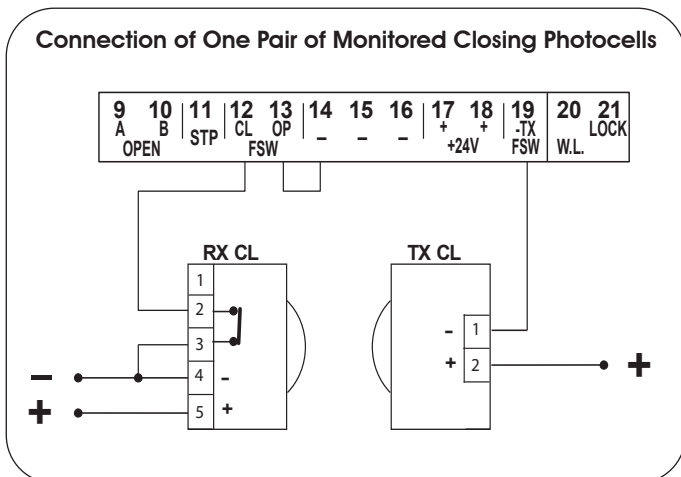 Connection of One Pair of Monitored Closing Photocells
9 10 11 12 13 14 15 16 17 18 19 20 21
A B STP CL OP – – – + + -TX W.L. LOCK
OPEN FSW +24V FSW
RX CL TX CL
1
2
3
4 -
5 +
- 1
+ 2
–
+
+